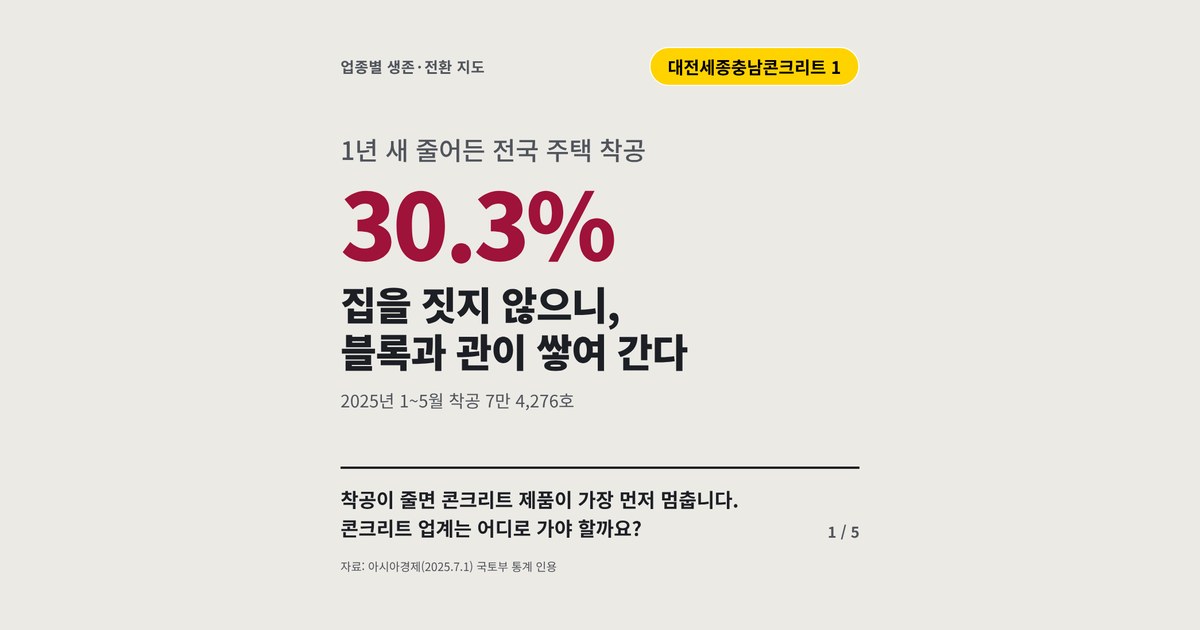 업종별 생존·전환 지도
대전세종충남콘크리트 1
1년 새 줄어든 전국 주택 착공
30.3%
집을 짓지 않으니,
블록과 관이 쌓여 간다
2025년 1~5월 착공 7만 4,276호
착공이 줄면 콘크리트 제품이 가장 먼저 멈춥니다.
콘크리트 업계는 어디로 가야 할까요?
1 / 5
자료: 아시아경제(2025.7.1) 국토부 통계 인용